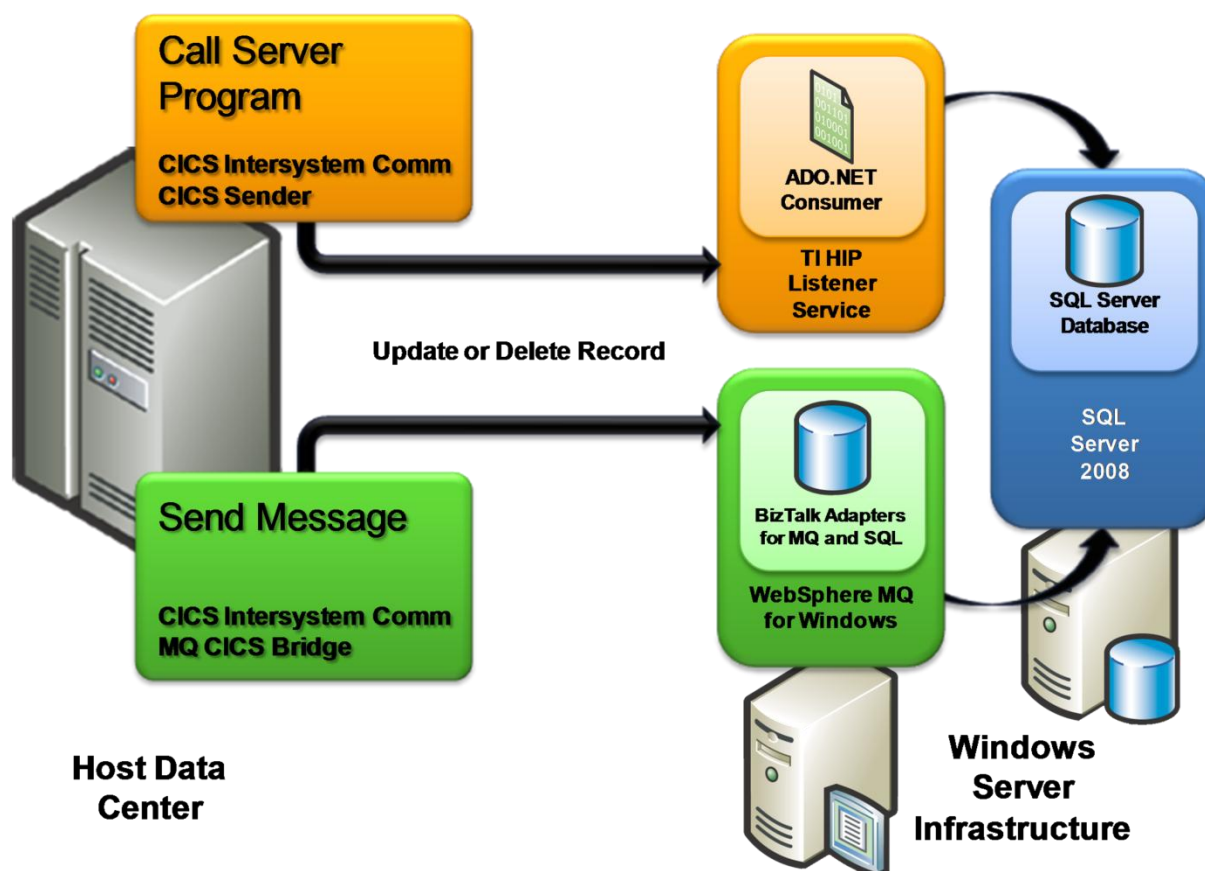 Call Server
Program
CICS Intersystem Comm
CICS Sender
ADO.NET
Consumer
TI HIP
Listener
Service
SQL Server
Database
SQL
Server
2008
Update or Delete Record
Send Message
CICS Intersystem Comm
MQ CICS Bridge
BizTalk Adapters
for MQ and SQL
WebSphere MQ
for Windows
Host Data
Center
Windows
Server
Infrastructure